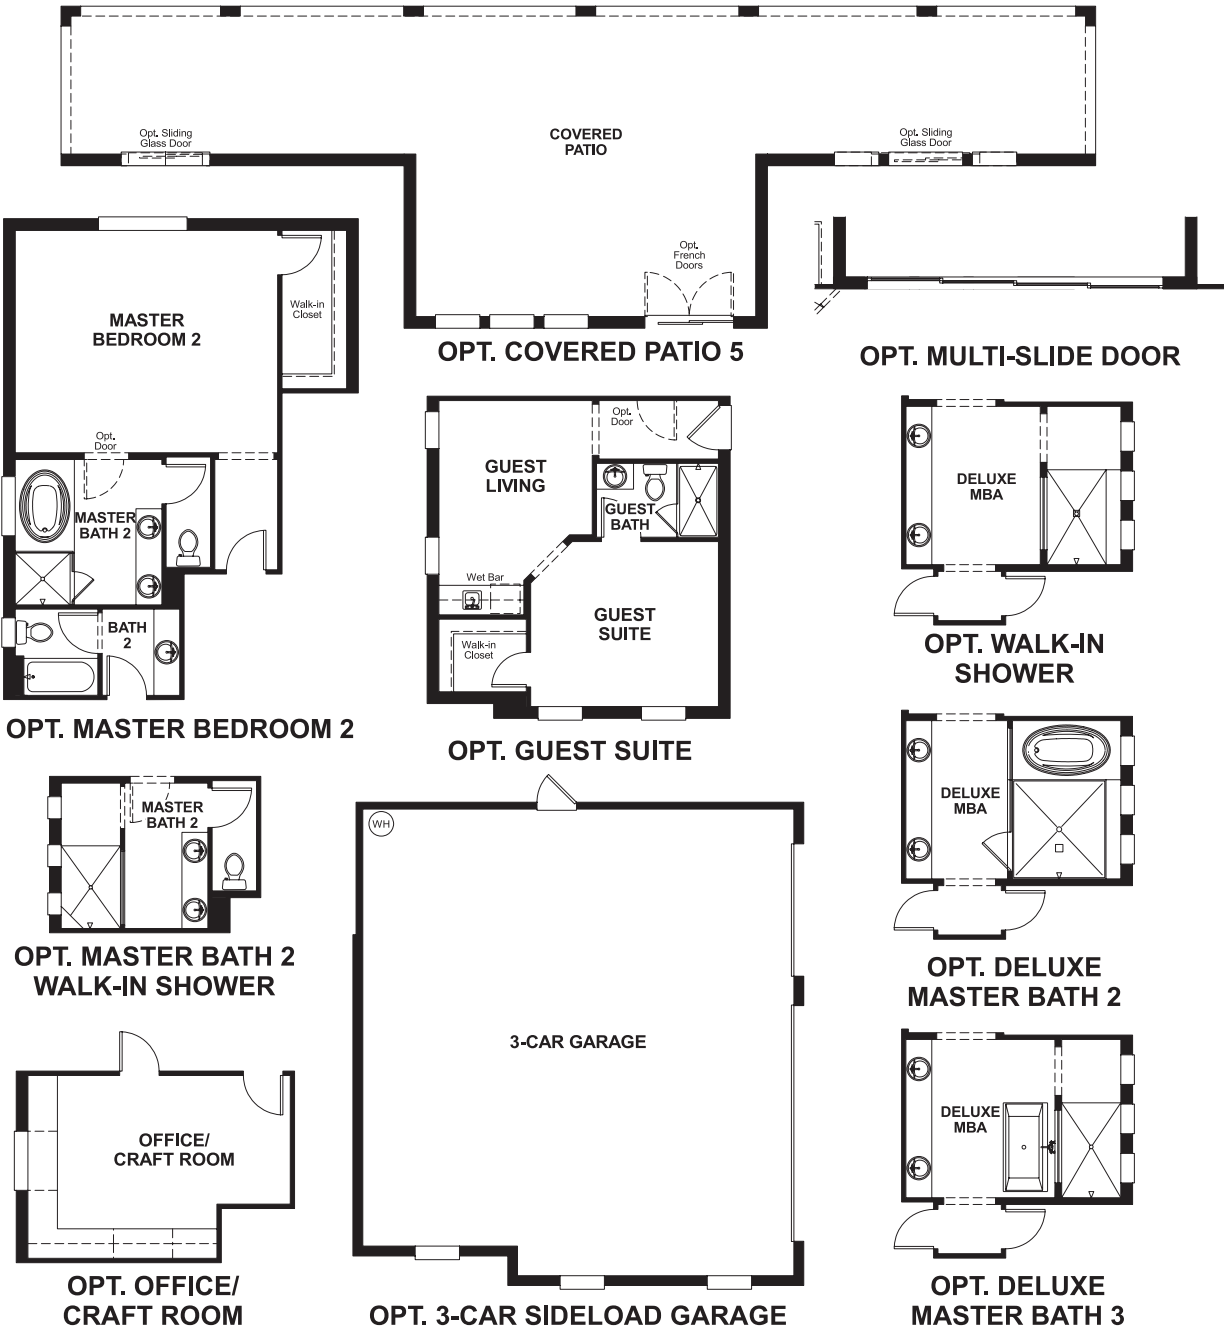 Opt. Sliding
Glass Door
COVERED
PATIO
Opt. Sliding
Glass Door
Opt.
French
Doors
OPT. COVERED PATIO 5
OPT. MULTI-SLIDE DOOR
Walk-in
Closet
MASTER
BEDROOM 2
Opt.
Door
MASTER
BATH 2
BATH
2
OPT. MASTER BEDROOM 2
Opt.
Door
GUEST
LIVING
GUEST
BATH
Wet Bar
GUEST
SUITE
Walk-in
Closet
OPT. GUEST SUITE
DELUXE
MBA
OPT. WALK-IN
SHOWER
DELUXE
MBA
OPT. DELUXE
MASTER BATH 2
MASTER
BATH 2
OPT. MASTER BATH 2
WALK-IN SHOWER
WH
3-CAR GARAGE
OPT. 3-CAR SIDELOAD GARAGE
OFFICE/
CRAFT ROOM
OPT. OFFICE/
CRAFT ROOM
DELUXE
MBA
OPT. DELUXE
MASTER BATH 3